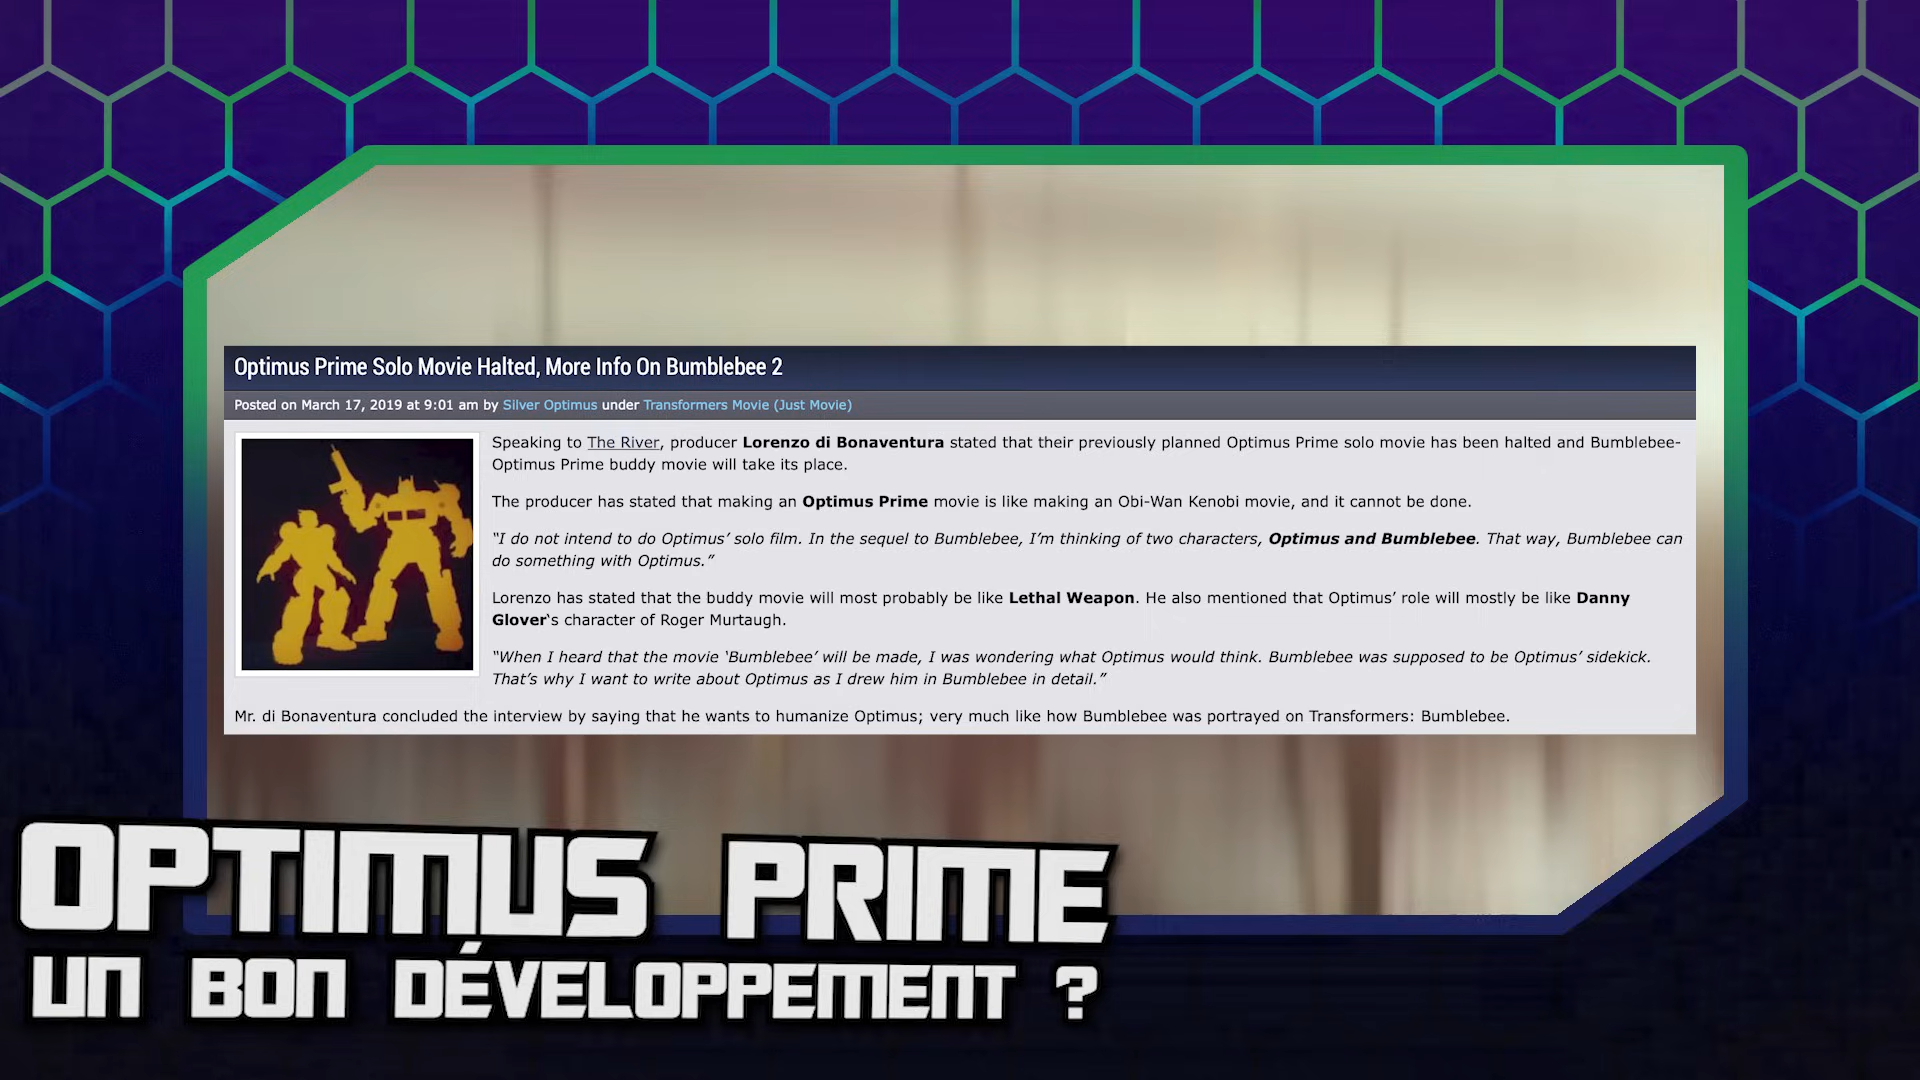 Optimus Prime Solo Movie Halted, More Info On Bumblebee 2
Posted on March 17, 2019 at 9:01 am by Silver Optimus under Transformers Movie (Just Movie)
Speaking to The River, producer Lorenzo di Bonaventura stated that their previously planned Optimus Prime solo movie has been halted and Bumblebee-
Optimus Prime buddy movie will take its place.
The producer has stated that making an Optimus Prime movie is like making an Obi-Wan Kenobi movie, and it cannot be done.
“I do not intend to do Optimus’ solo film. In the sequel to Bumblebee, I’m thinking of two characters, Optimus and Bumblebee. That way, Bumblebee can
do something with Optimus.”
Lorenzo has stated that the buddy movie will most probably be like Lethal Weapon. He also mentioned that Optimus’ role will mostly be like Danny
Glover‘s character of Roger Murtaugh.
“When I heard that the movie ‘Bumblebee’ will be made, I was wondering what Optimus would think. Bumblebee was supposed to be Optimus’ sidekick.
That’s why I want to write about Optimus as I drew him in Bumblebee in detail.”
Mr. di Bonaventura concluded the interview by saying that he wants to humanize Optimus; very much like how Bumblebee was portrayed on Transformers: Bumblebee.
OPTIMUS PRIME
UN BON DÉVELOPPEMENT ?